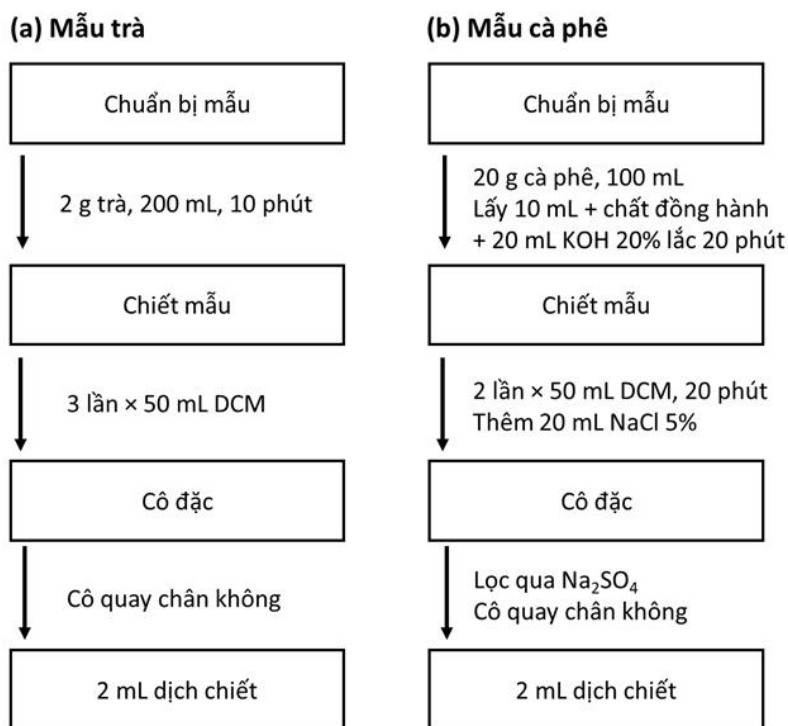 (a) Mẫu trà
Chuẩn bị mẫu
2 g trà, 200 mL, 10 phút
Chiết mẫu
3 lần × 50 mL DCM
Cô đặc
Cô quay chân không
2 mL dịch chiết
(b) Mẫu cà phê
Chuẩn bị mẫu
20 g cà phê, 100 mL
Lấy 10 mL + chất đồng hành
+ 20 mL KOH 20% lắc 20 phút
Chiết mẫu
2 lần × 50 mL DCM, 20 phút
Thêm 20 mL NaCl 5%
Cô đặc
Lọc qua Na₂SO₄
Cô quay chân không
2 mL dịch chiết